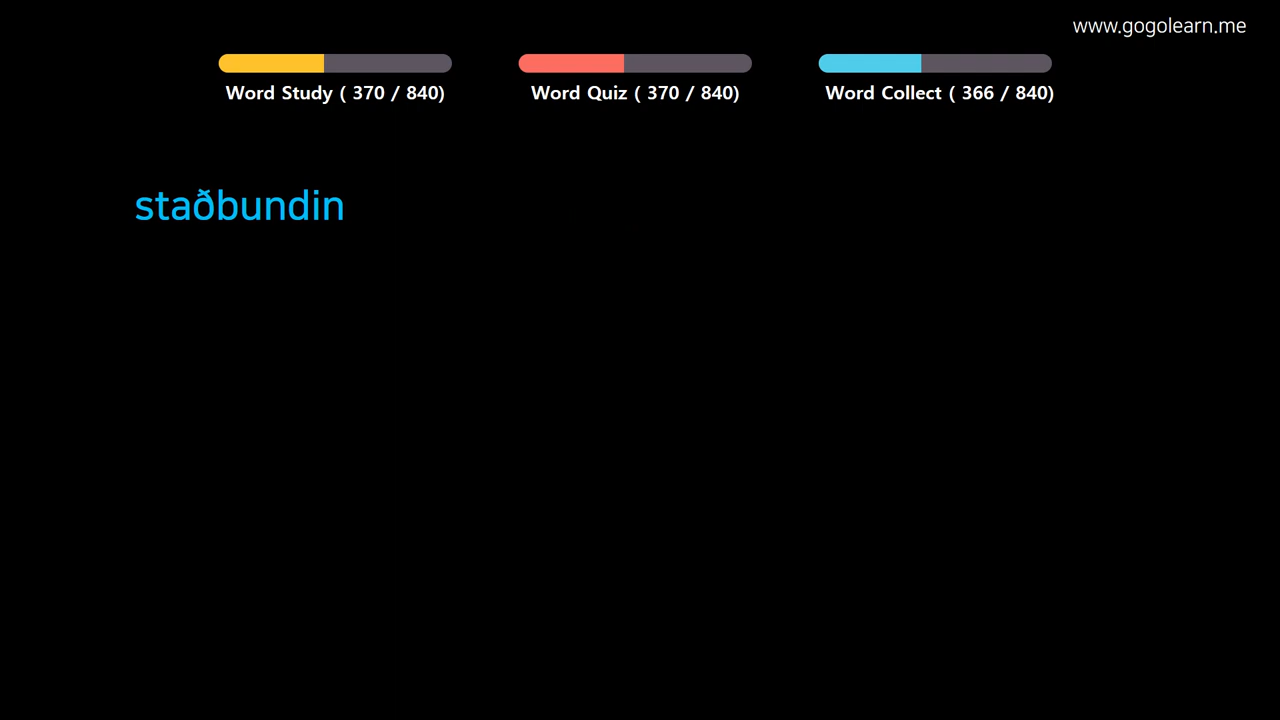 www.gogolearn.me
Word Study ( 370 / 840)
Word Quiz ( 370 / 840)
Word Collect ( 366 / 840)
staðbundin